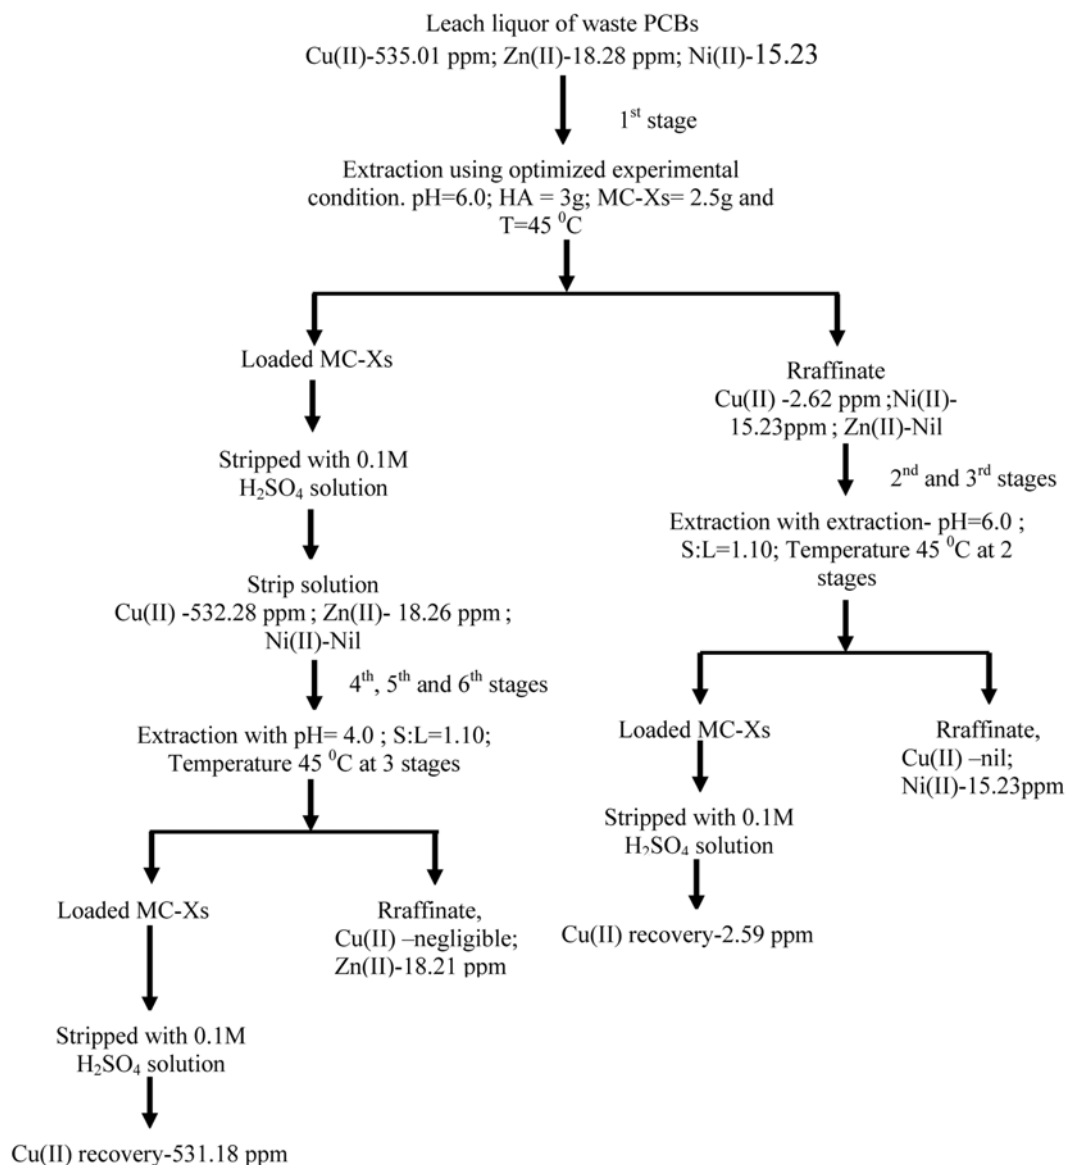 Leach liquor of waste PCBs
Cu(II)-535.01 ppm; Zn(II)-18.28 ppm; Ni(II)-15.23
1st stage
Extraction using optimized experimental
condition. pH=6.0; HA = 3g; MC-Xs= 2.5g and
T=45 ⁰C
Loaded MC-Xs
Stripped with 0.1M
H₂SO₄ solution
Strip solution
Cu(II) -532.28 ppm ; Zn(II)- 18.26 ppm ;
Ni(II)-Nil
4th, 5th and 6th stages
Extraction with pH= 4.0 ; S:L=1.10;
Temperature 45 ⁰C at 3 stages
Loaded MC-Xs
Stripped with 0.1M
H₂SO₄ solution
Cu(II) recovery-531.18 ppm
Rraffinate,
Cu(II) –negligible;
Zn(II)-18.21 ppm
Rraffinate
Cu(II) -2.62 ppm ;Ni(II)-
15.23ppm ; Zn(II)-Nil
2nd and 3rd stages
Extraction with extraction- pH=6.0 ;
S:L=1.10; Temperature 45 ⁰C at 2
stages
Loaded MC-Xs
Stripped with 0.1M
H₂SO₄ solution
Cu(II) recovery-2.59 ppm
Rraffinate,
Cu(II) –nil;
Ni(II)-15.23ppm